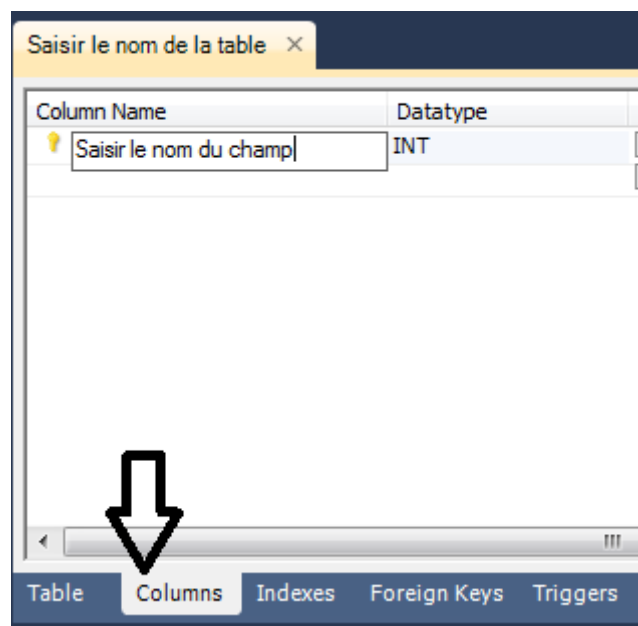 Saisir le nom de la table ×
Column Name Datatype
Saisir le nom du champ INT
Table Columns Indexes Foreign Keys Triggers